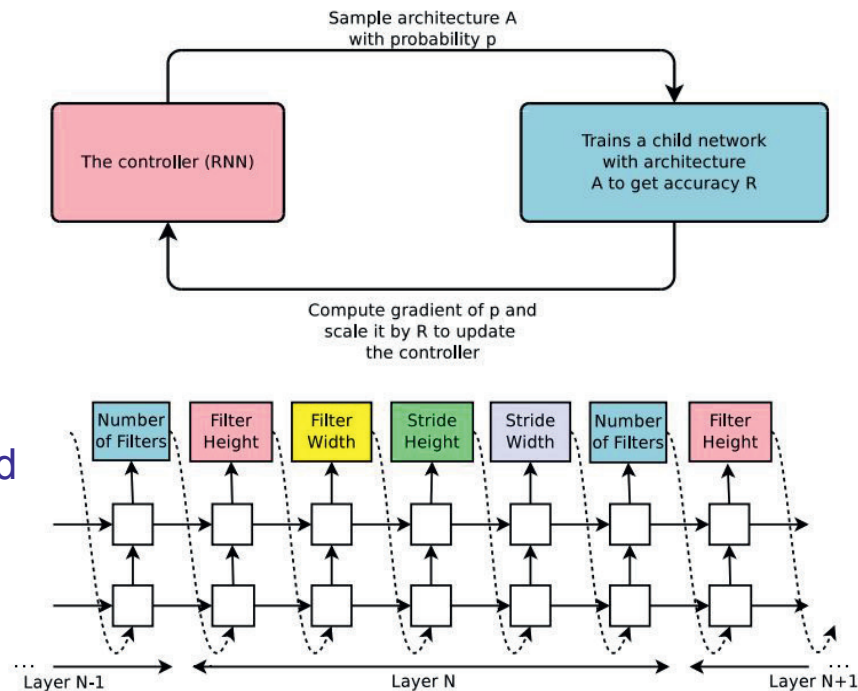 Sample architecture A
with probability p
The controller (RNN)
Trains a child network
with architecture
A to get accuracy R
Compute gradient of p and
scale it by R to update
the controller
Number
of Filters
Filter
Height
Filter
Width
Stride
Height
Stride
Width
Number
of Filters
Filter
Height
d
... Layer N-1
Layer N
Layer N+1 ...